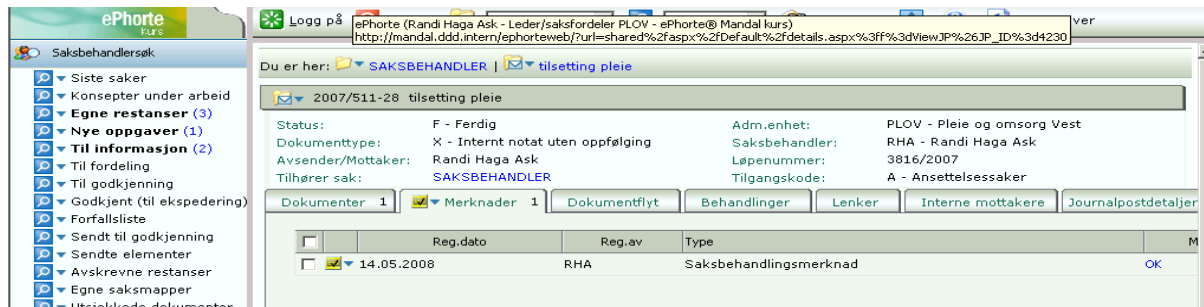 ePhorte
Kurs
Logg på
ver
ePhorte (Randi Haga Ask - Leder/saksfordeler PLOV - ePhorte® Mandal kurs)
http://mandal.ddd.intern/ephorteweb/?url=shared%2faspx%2fDefault%2fdetails.aspx%3ff%3dViewJP%26JP_ID%3d4230
Saksbehandlersøk
Siste saker
Konsepter under arbeid
Egne restanser (3)
Nye oppgaver (1)
Til informasjon (2)
Til fordeling
Til godkjenning
Godkjent (til ekspedering)
Forfallsliste
Sendt til godkjenning
Sendte elementer
Avskrevne restanser
Egne saksmapper
Utsjekkede dokumenter
Du er her: SAKSBEHANDLER | tilsetting pleie
2007/511-28 tilsetting pleie
Status: F - Ferdig Adm.enhet: PLOV - Pleie og omsorg Vest
Dokumenttype: X - Internt notat uten oppfølging Saksbehandler: RHA - Randi Haga Ask
Avsender/Mottaker: Randi Haga Ask Løpenummer: 3816/2007
Tilhører sak: SAKSBEHANDLER Tilgangskode: A - Ansettelsessaker
Dokumenter 1 Merknader 1 Dokumentflyt Behandlinger Lenker Interne mottakere Journalpostdetaljer
Reg.dato Reg.av Type M
14.05.2008 RHA Saksbehandlingsmerknad OK